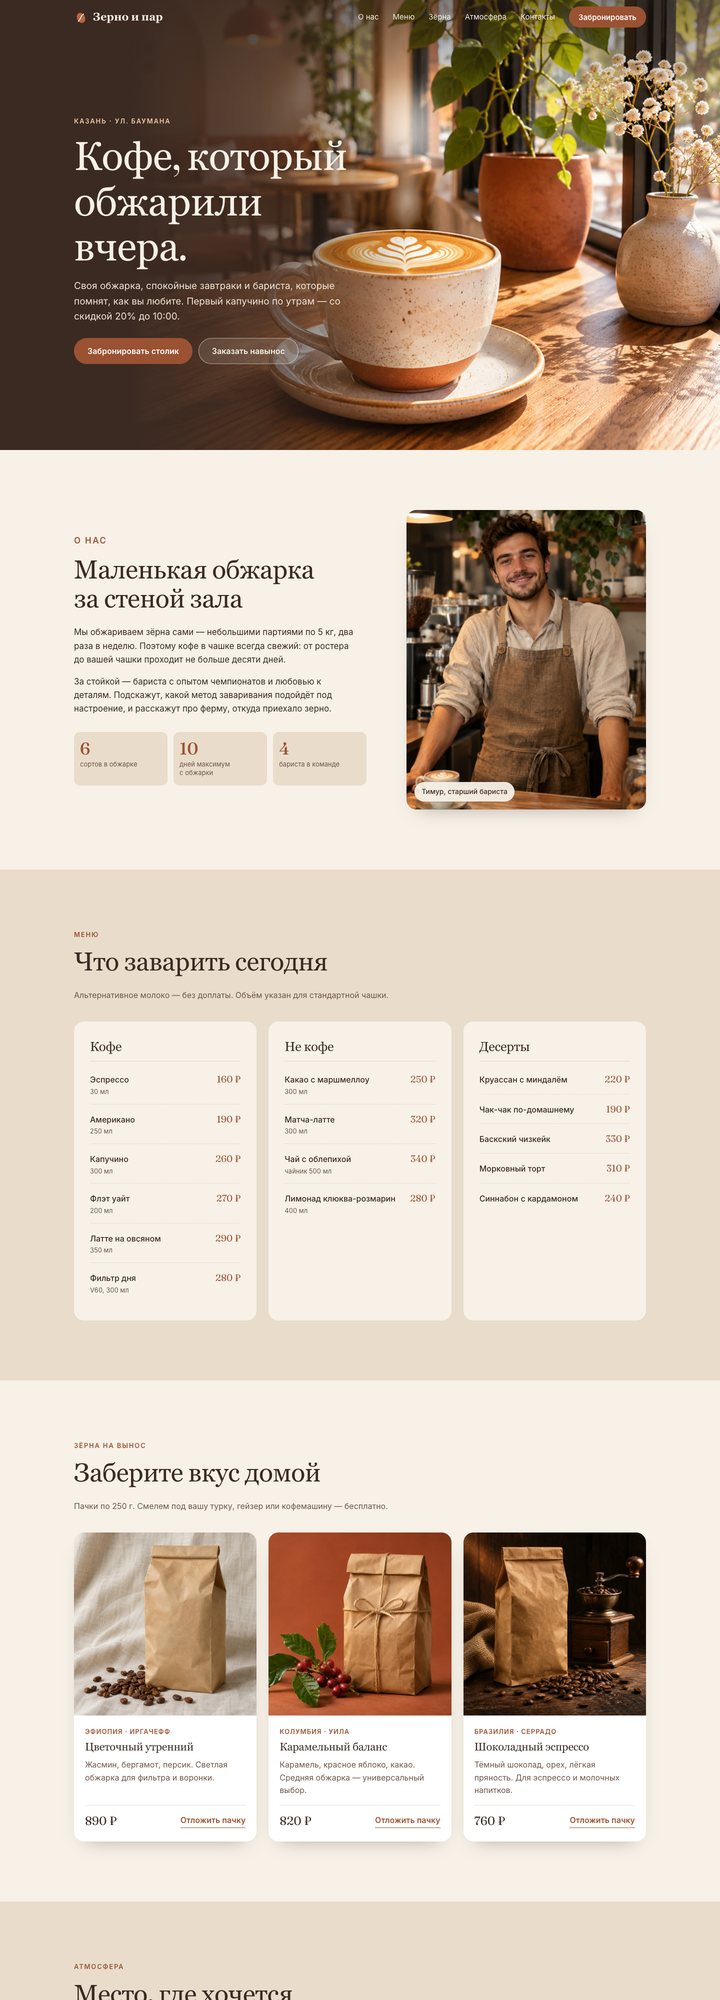 Зерно и пар
О нас
Меню
Зёрна
Атмосфера
Контакты
Забронировать
КАЗАНЬ · УЛ. БАУМАНА
Кофе, который
обжарили
вчера.
Своя обжарка, спокойные завтраки и бариста, которые
помнят, как вы любите. Первый капучино по утрам — со
скидкой 20% до 10:00.
Забронировать столик
Заказать навынос
О НАС
Маленькая обжарка
за стеной зала
Мы обжариваем зёрна сами — небольшими партиями по 5 кг, два
раза в неделю. Поэтому кофе в чашке всегда свежий: от ростера
до вашей чашки проходит не больше десяти дней.
За стойкой — бариста с опытом чемпионатов и любовью к
деталям. Подскажут, какой метод заваривания подойдёт под
настроение, и расскажут про ферму, откуда приехало зерно.
6
сортов в обжарке
10
дней максимум
с обжарки
4
бариста в команде
Тимур, старший бариста
МЕНЮ
Что заварить сегодня
Альтернативное молоко — без доплаты. Объём указан для стандартной чашки.
Кофе
Эспрессо 160 ₽
30 мл
Американо 190 ₽
250 мл
Капучино 260 ₽
300 мл
Флэт уайт 270 ₽
200 мл
Латте на овсяном 290 ₽
350 мл
Фильтр дня 280 ₽
V60, 300 мл
Не кофе
Какао с маршмеллоу 250 ₽
300 мл
Матча-латте 320 ₽
300 мл
Чай с облепихой 340 ₽
чайник 500 мл
Лимонад клюква-розмарин 280 ₽
400 мл
Десерты
Круассан с миндалём 220 ₽
Чак-чак по-домашнему 190 ₽
Баскский чизкейк 330 ₽
Морковный торт 310 ₽
Синнабон с кардамоном 240 ₽
ЗЁРНА НА ВЫНОС
Заберите вкус домой
Пачки по 250 г. Смелем под вашу турку, гейзер или кофемашину — бесплатно.
ЭФИОПИЯ · ИРГАЧЕФФ
Цветочный утренний
Жасмин, бергамот, персик. Светлая
обжарка для фильтра и воронки.
890 ₽ Отложить пачку
КОЛУМБИЯ · УИЛА
Карамельный баланс
Карамель, красное яблоко, какао.
Средняя обжарка — универсальный
выбор.
820 ₽ Отложить пачку
БРАЗИЛИЯ · СЕРРАДО
Шоколадный эспрессо
Тёмный шоколад, орех, лёгкая
пряность. Для эспрессо и молочных
напитков.
760 ₽ Отложить пачку
АТМОСФЕРА
Место, где хочется